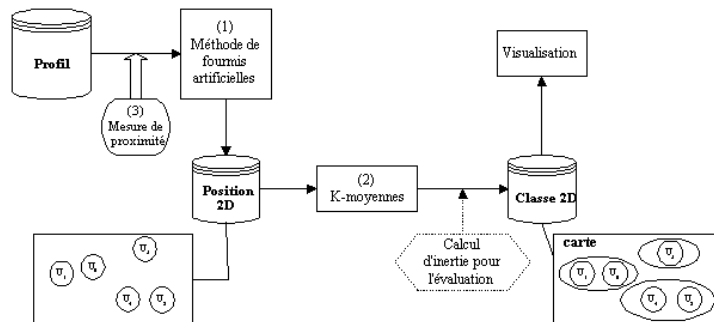 Profil
(1)
Méthode de
fourmis
artificielles
(3)
Mesure de
proximité
Visualisation
Position
2D
(2)
K-moyennes
Classe 2D
Calcul
d'inertie pour
l'évaluation
carte